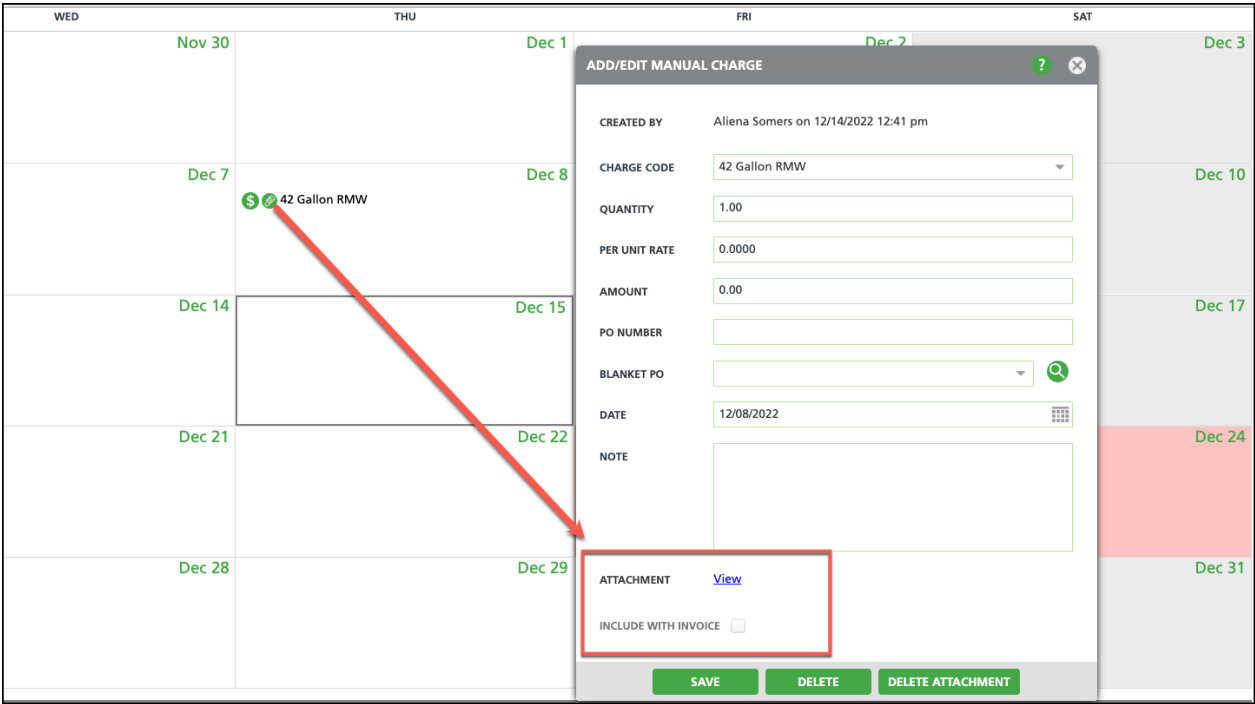 WED THU FRI SAT
Nov 30 Dec 1 Dec 2 Dec 3
ADD/EDIT MANUAL CHARGE ?
CREATED BY Aliena Somers on 12/14/2022 12:41 pm
CHARGE CODE 42 Gallon RMW
Dec 7 Dec 8 Dec 10
$ 42 Gallon RMW
QUANTITY 1.00
PER UNIT RATE 0.0000
AMOUNT 0.00
Dec 14 Dec 15 Dec 17
PO NUMBER
BLANKET PO
DATE 12/08/2022
Dec 21 Dec 22 Dec 24
NOTE
Dec 28 Dec 29 Dec 31
ATTACHMENT View
INCLUDE WITH INVOICE
SAVE DELETE DELETE ATTACHMENT